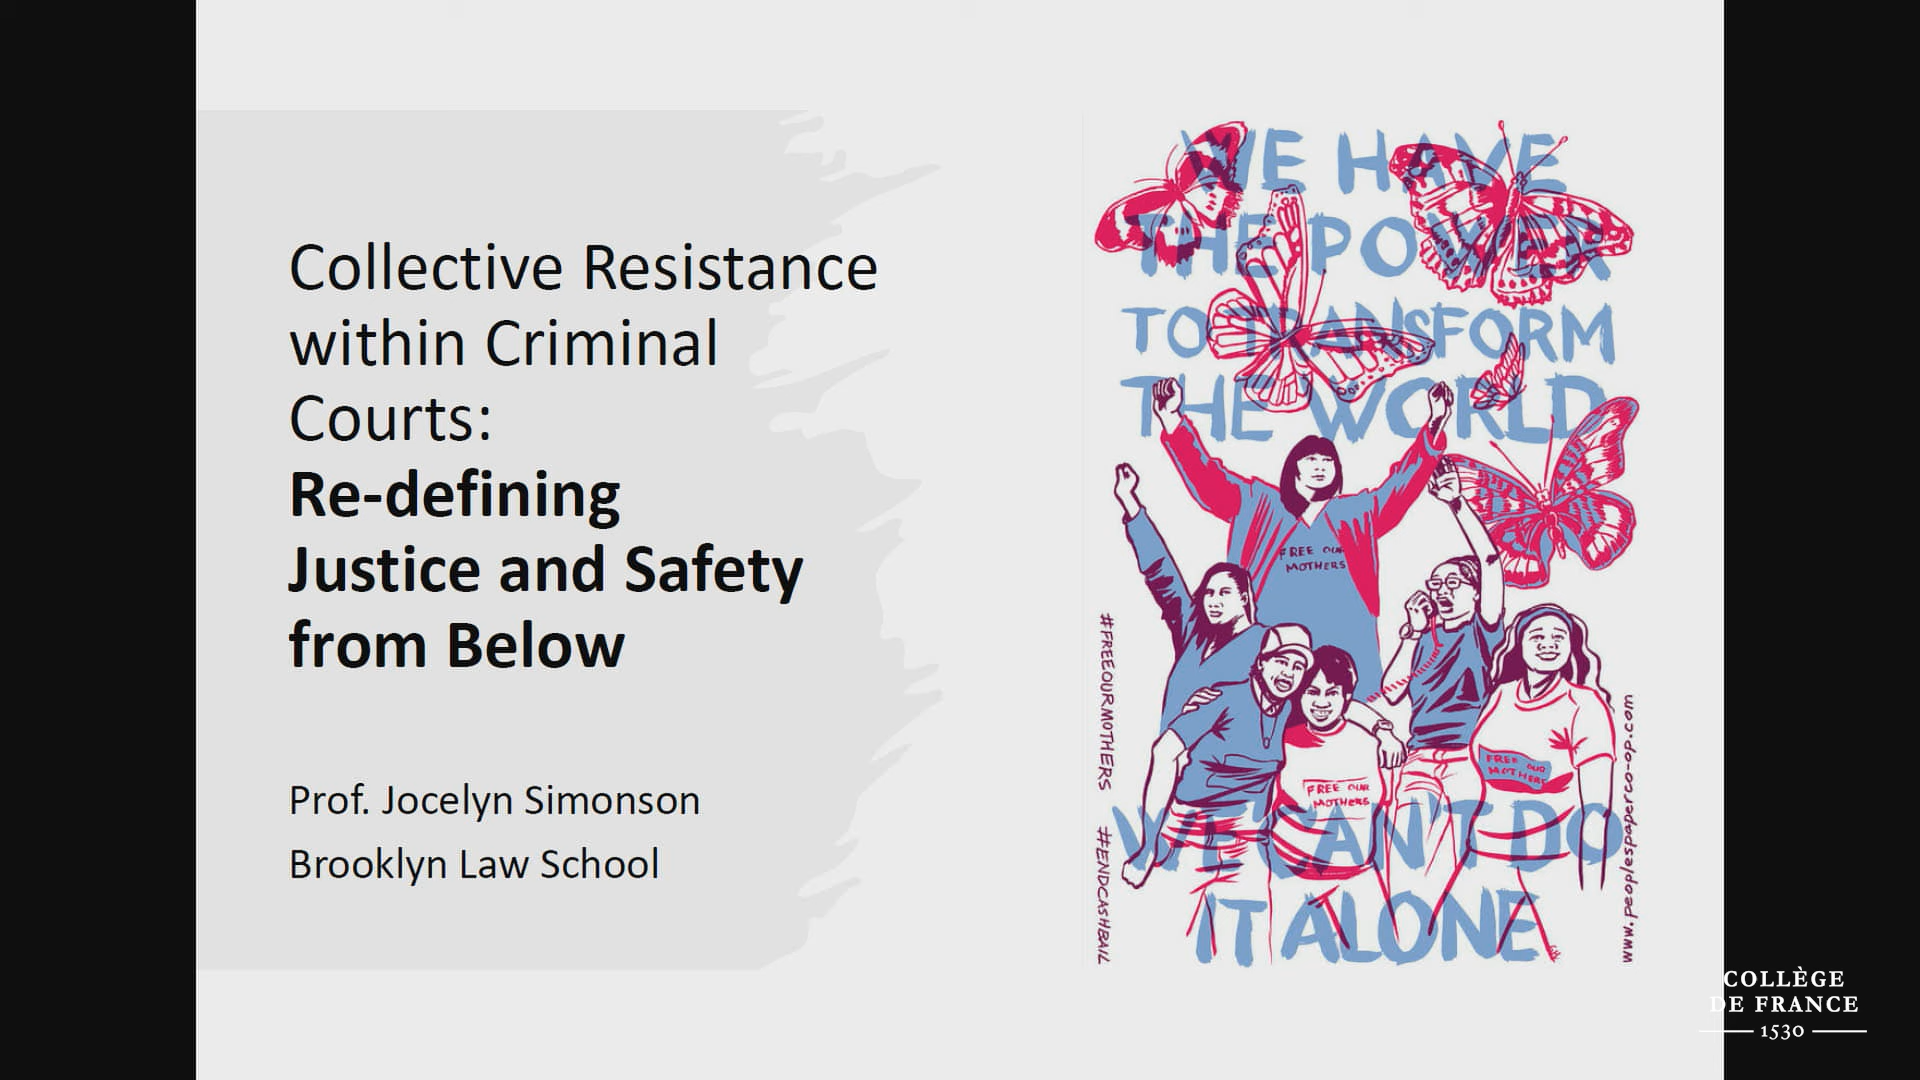 Collective Resistance
within Criminal
Courts:
Re-defining
Justice and Safety
from Below
Prof. Jocelyn Simonson
Brooklyn Law School
WE HAVE
THE POWER
TO TRANSFORM
THE WORLD
FREE OUR
MOTHERS
FREE OUR
MOTHERS
FREE OUR
MOTHERS
WE CAN'T DO
IT ALONE
#FREEOURMOTHERS
#ENDCASHBAIL
www.peoplespaperco-op.com
COLLÈGE
DE FRANCE
1530